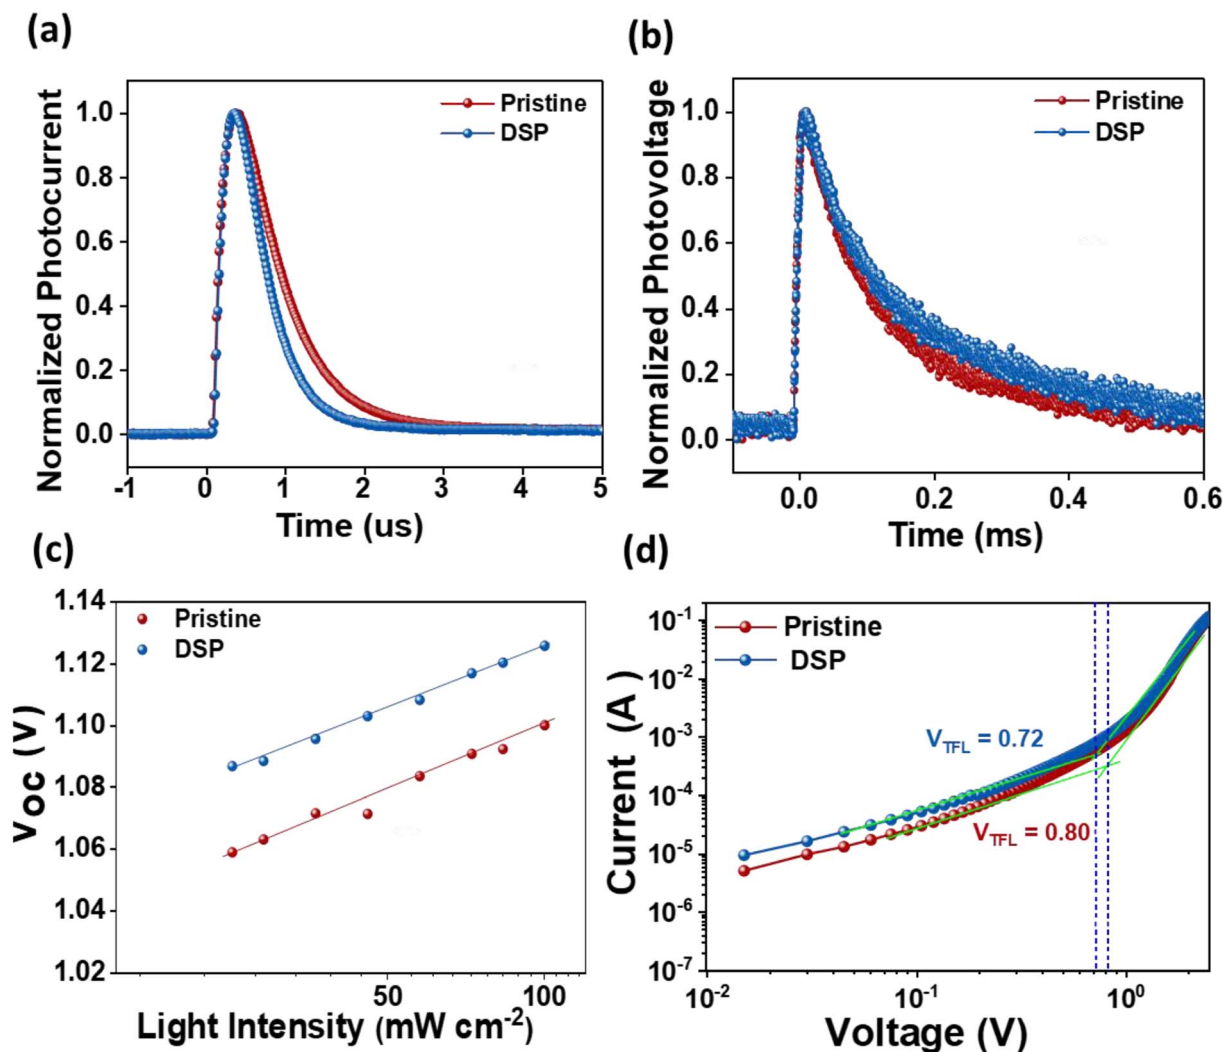 (a)
Pristine
DSP
Normalized Photocurrent
1.0
0.8
0.6
0.4
0.2
0.0
-1 0 1 2 3 4 5
Time (us)
(b)
Pristine
DSP
Normalized Photovoltage
1.0
0.8
0.6
0.4
0.2
0.0
0.0 0.2 0.4 0.6
Time (ms)
(c)
Pristine
DSP
Voc (V)
1.14
1.12
1.10
1.08
1.06
1.04
1.02
50 100
Light Intensity (mW cm-2)
(d)
Pristine
DSP
Current (A)
10-1
10-2
10-3
10-4
10-5
10-6
10-7
VTFL = 0.72
VTFL = 0.80
10-2 10-1 100
Voltage (V)